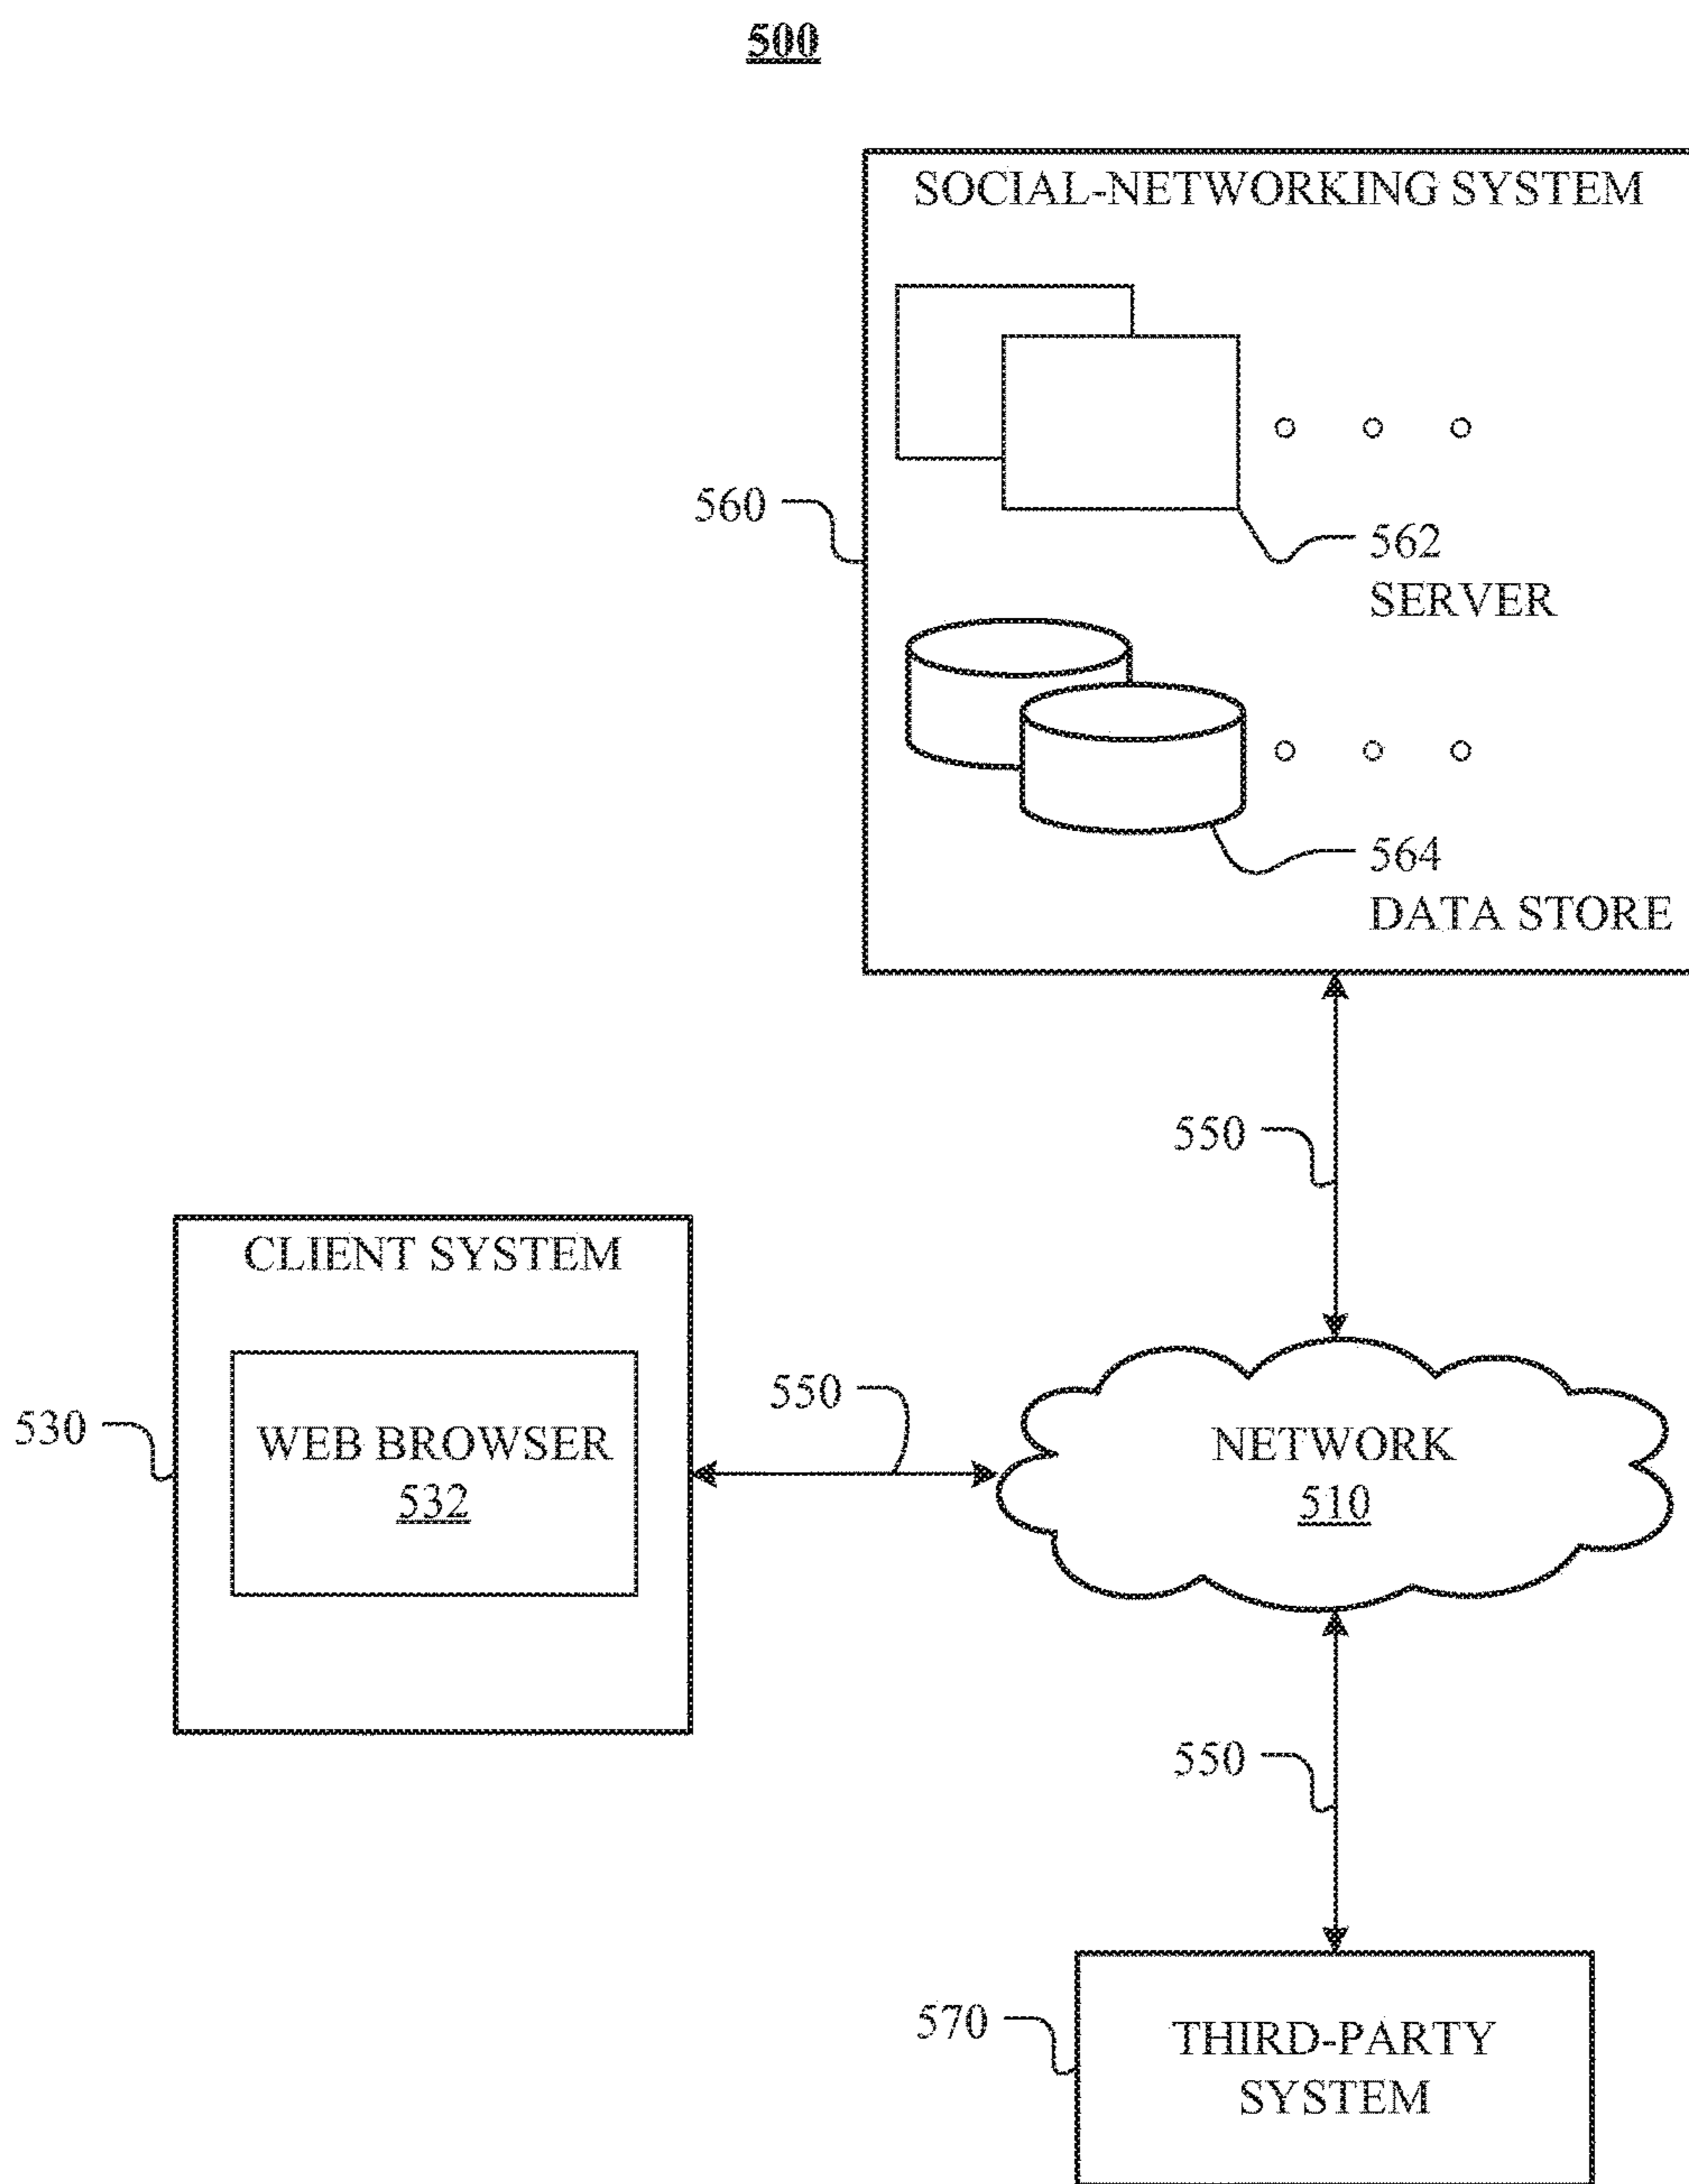 500
SOCIAL-NETWORKING SYSTEM
560
562
SERVER
564
DATA STORE
550
CLIENT SYSTEM
530
WEB BROWSER
532
550
NETWORK
510
550
570
THIRD-PARTY
SYSTEM